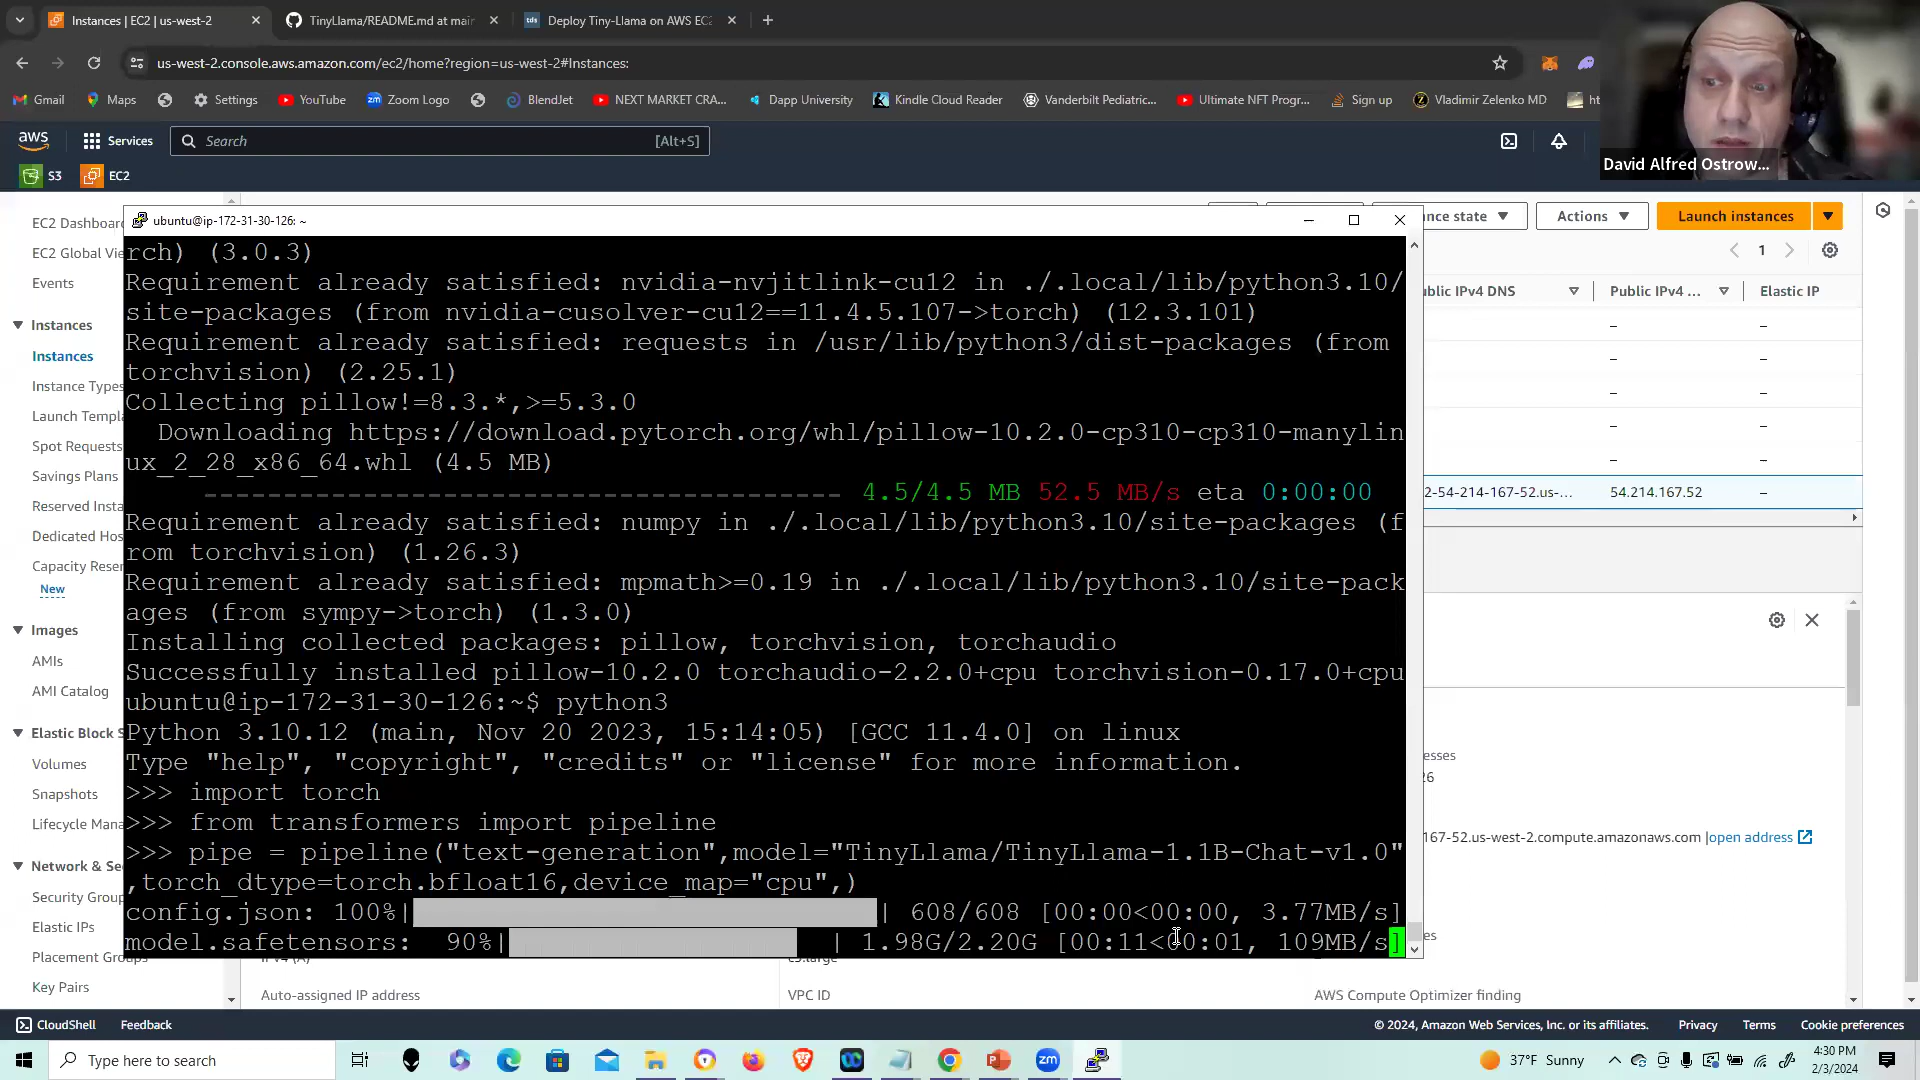 Instances | EC2 | us-west-2
TinyLlama/README.md at mai
Deploy Tiny-Llama on AWS EC2
us-west-2.console.aws.amazon.com/ec2/home?region=us-west-2#Instances:
Gmail
Maps
Settings
YouTube
Zoom Logo
BlendJet
NEXT MARKET CRA...
Dapp University
Kindle Cloud Reader
Vanderbilt Pediatric...
Ultimate NFT Progr...
Sign up
Vladimir Zelenko MD
ht
David Alfred Ostrow...
aws
Services
Search
[Alt+S]
S3
EC2
EC2 Dashboar
EC2 Global Vie
Events
Instances
Instances
Instance Types
Launch Templa
Spot Requests
Savings Plans
Reserved Insta
Dedicated Hos
Capacity Reser
New
Images
AMIs
AMI Catalog
Elastic Block S
Volumes
Snapshots
Lifecycle Mana
Network & Se
Security Group
Elastic IPs
Placement Groups
Key Pairs
ubuntu@ip-172-31-30-126: ~
rch) (3.0.3)
Requirement already satisfied: nvidia-nvjitlink-cu12 in ./.local/lib/python3.10/
site-packages (from nvidia-cusolver-cu12==11.4.5.107->torch) (12.3.101)
Requirement already satisfied: requests in /usr/lib/python3/dist-packages (from
torchvision) (2.25.1)
Collecting pillow!=8.3.*,>=5.3.0
Downloading https://download.pytorch.org/whl/pillow-10.2.0-cp310-cp310-manylin
ux_2_28_x86_64.whl (4.5 MB)
---------------------------------------- 4.5/4.5 MB 52.5 MB/s eta 0:00:00
Requirement already satisfied: numpy in ./.local/lib/python3.10/site-packages (f
rom torchvision) (1.26.3)
Requirement already satisfied: mpmath>=0.19 in ./.local/lib/python3.10/site-pack
ages (from sympy->torch) (1.3.0)
Installing collected packages: pillow, torchvision, torchaudio
Successfully installed pillow-10.2.0 torchaudio-2.2.0+cpu torchvision-0.17.0+cpu
ubuntu@ip-172-31-30-126:~$ python3
Python 3.10.12 (main, Nov 20 2023, 15:14:05) [GCC 11.4.0] on linux
Type "help", "copyright", "credits" or "license" for more information.
>>> import torch
>>> from transformers import pipeline
>>> pipe = pipeline("text-generation",model="TinyLlama/TinyLlama-1.1B-Chat-v1.0"
,torch_dtype=torch.bfloat16,device_map="cpu",)
config.json: 100%| | 608/608 [00:00<00:00, 3.77MB/s]
model.safetensors: 90%| | 1.98G/2.20G [00:11<00:01, 109MB/s]
nce state
Actions
Launch instances
1
ublic IPv4 DNS
Public IPv4 ...
Elastic IP
–
–
–
–
–
–
–
–
–
–
2-54-214-167-52.us-...
54.214.167.52
–
esses
26
167-52.us-west-2.compute.amazonaws.com |open address
es
Auto-assigned IP address
VPC ID
AWS Compute Optimizer finding
CloudShell
Feedback
© 2024, Amazon Web Services, Inc. or its affiliates.
Privacy
Terms
Cookie preferences
Type here to search
37°F Sunny
4:30 PM
2/3/2024